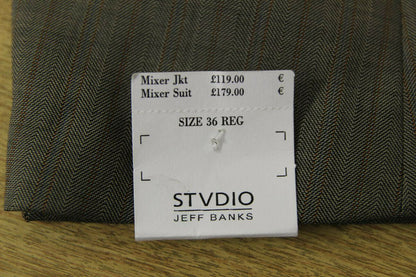 Mixer Jkt £119.00 €
Mixer Suit £179.00 €
SIZE 36 REG
STVDIO
JEFF BANKS